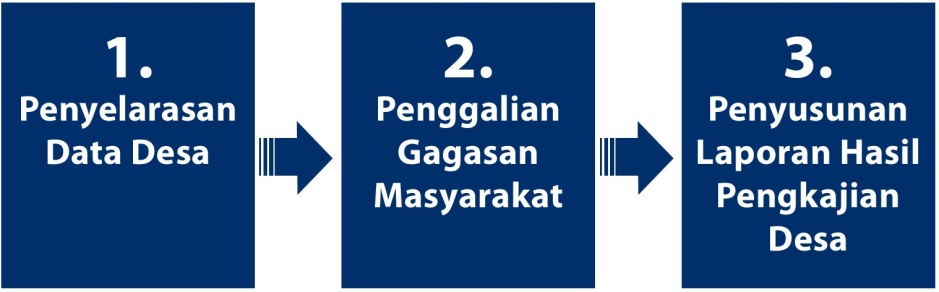 1.
Penyelarasan
Data Desa
2.
Penggalian
Gagasan
Masyarakat
3.
Penyusunan
Laporan Hasil
Pengkajian
Desa